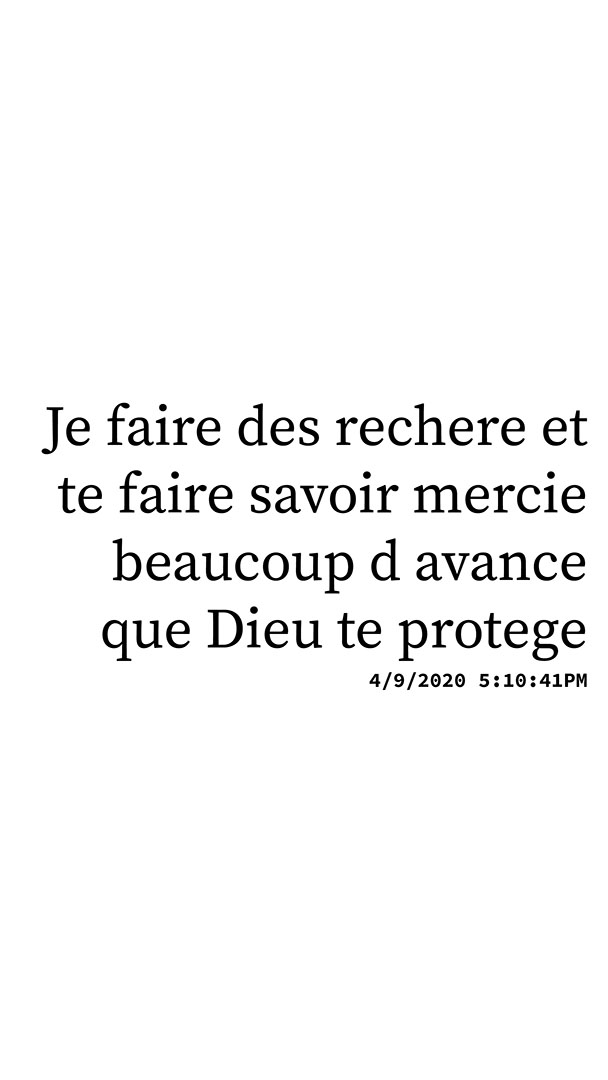 Je faire des rechere et
te faire savoir mercie
beaucoup d avance
que Dieu te protege
4/9/2020 5:10:41PM